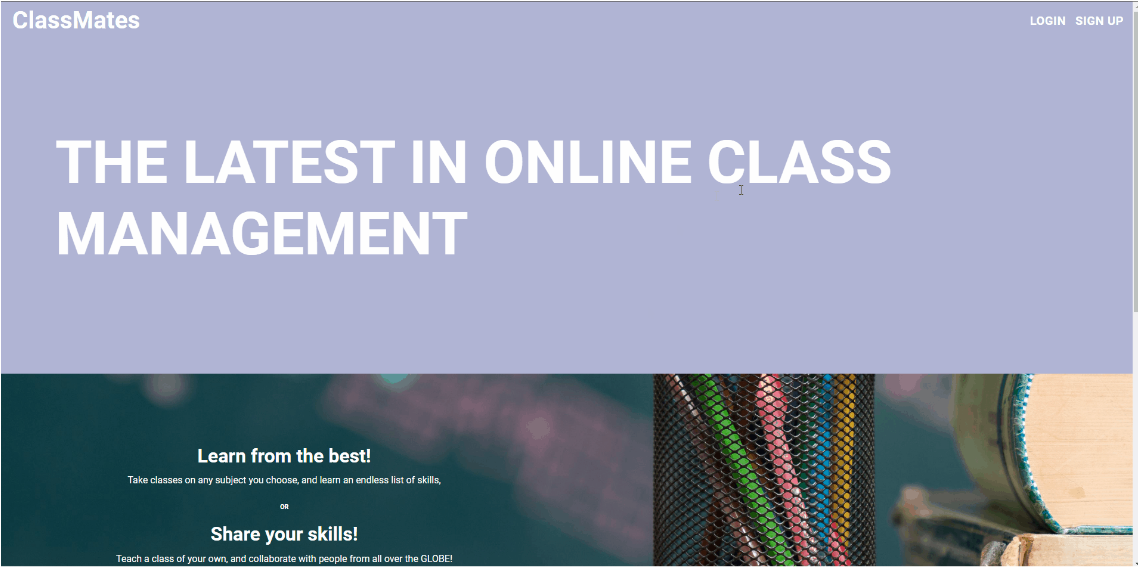 ClassMates
LOGIN SIGN UP
THE LATEST IN ONLINE CLASS
MANAGEMENT
Learn from the best!
Take classes on any subject you choose, and learn an endless list of skills,
OR
Share your skills!
Teach a class of your own, and collaborate with people from all over the GLOBE!